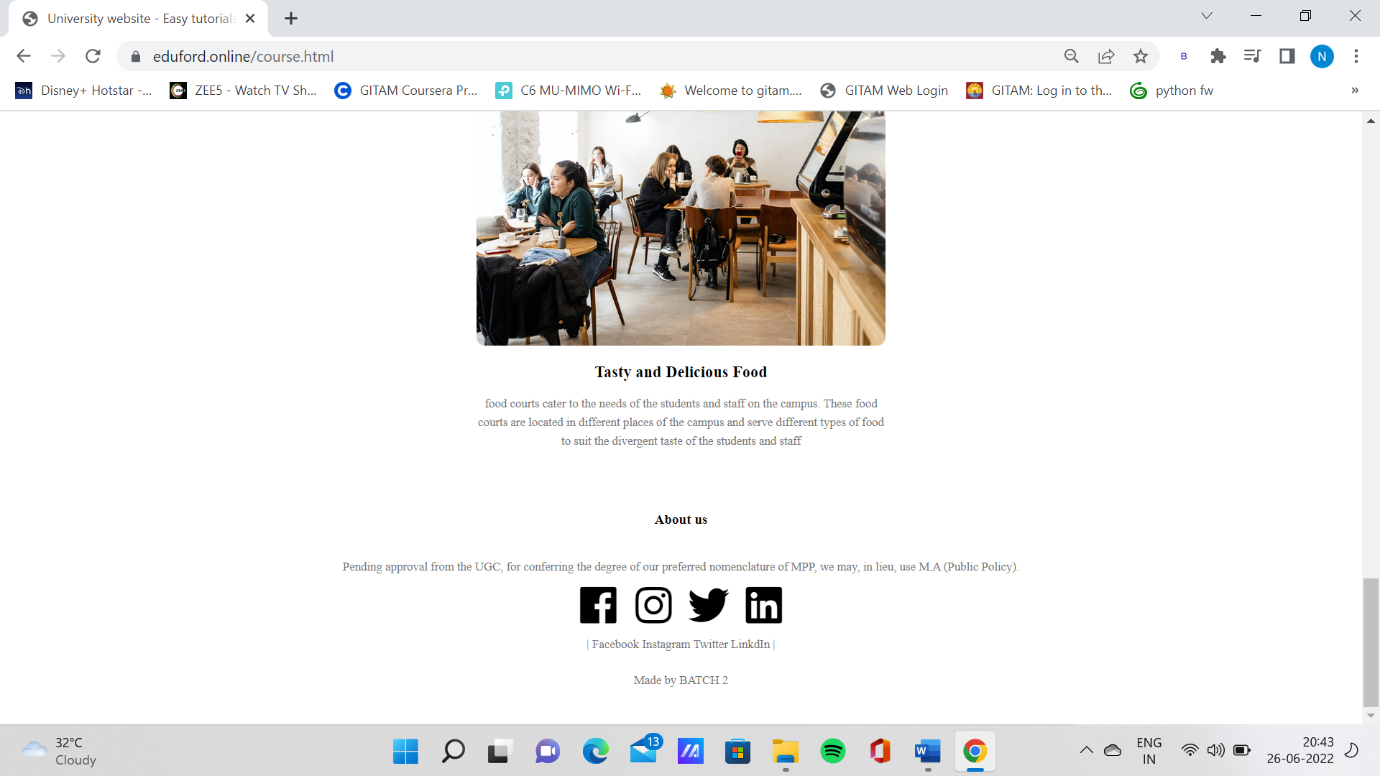 University website - Easy tutorials
eduford.online/course.html
B
N
Disney+ Hotstar -...
ZEE5 - Watch TV Sh...
GITAM Coursera Pr...
C6 MU-MIMO Wi-F...
Welcome to gitam....
GITAM Web Login
GITAM: Log in to th...
python fw
»
Tasty and Delicious Food
food courts cater to the needs of the students and staff on the campus. These food
courts are located in different places of the campus and serve different types of food
to suit the divergent taste of the students and staff
About us
Pending approval from the UGC, for conferring the degree of our preferred nomenclature of MPP, we may, in lieu, use M.A (Public Policy).
| Facebook Instagram Twitter LinkdIn |
Made by BATCH 2
32°C
Cloudy
13
ENG
IN
20:43
26-06-2022